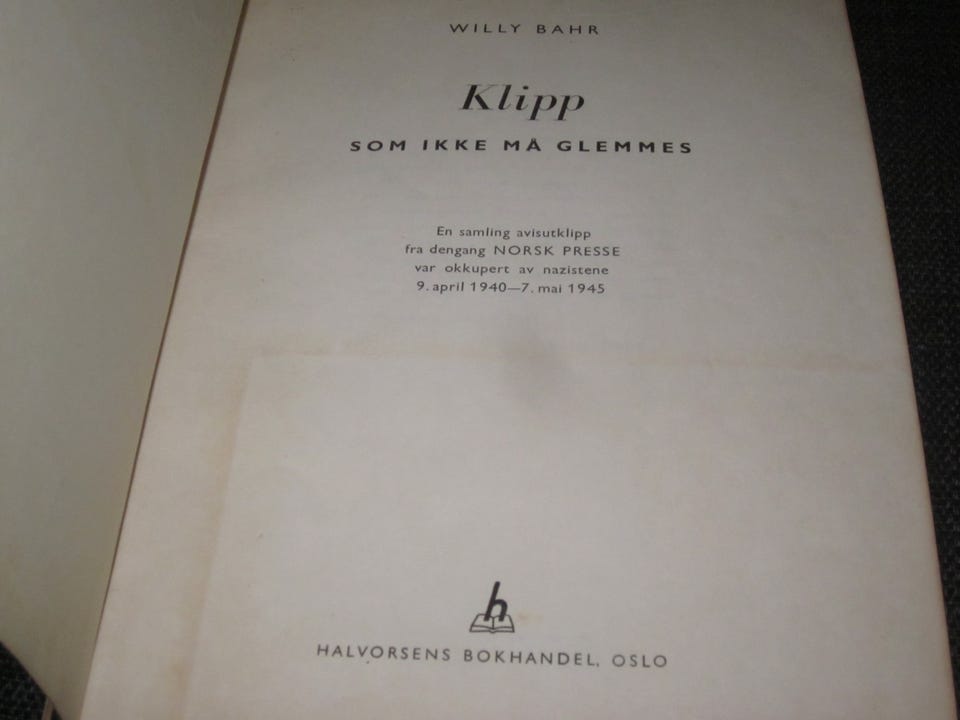 WILLY BAHR
Klipp
SOM IKKE MÅ GLEMMES
En samling avisutklipp
fra dengang NORSK PRESSE
var okkupert av nazistene
9. april 1940—7. mai 1945
h
HALVORSENS BOKHANDEL, OSLO